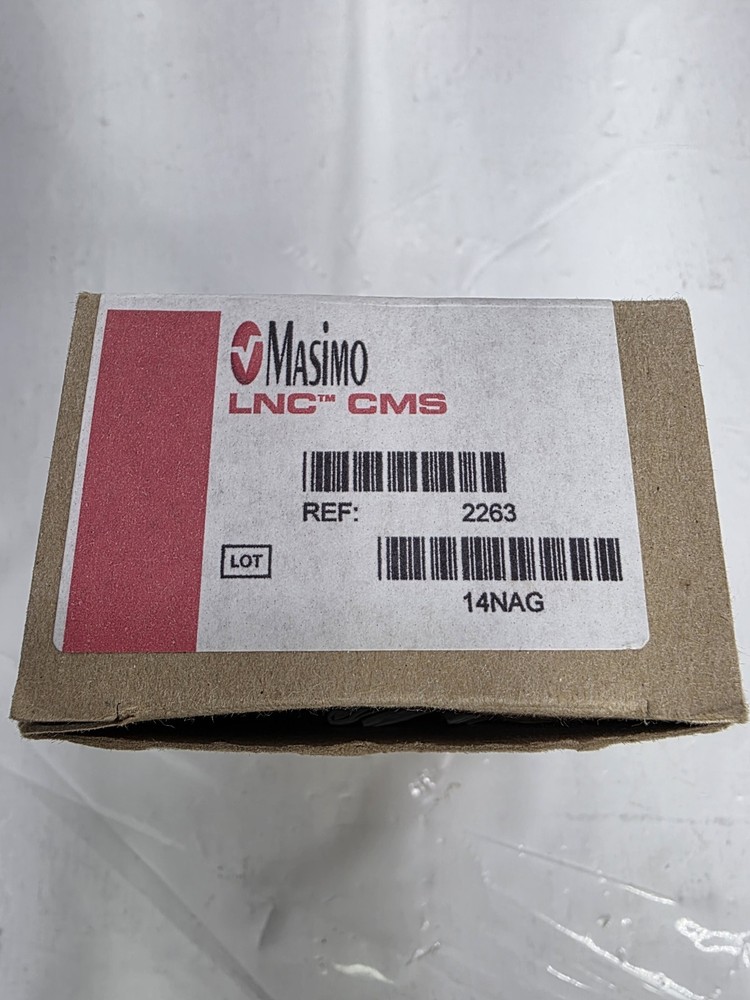 MASiMO
LNC™ CMS
REF: 2263
LOT
14NAG